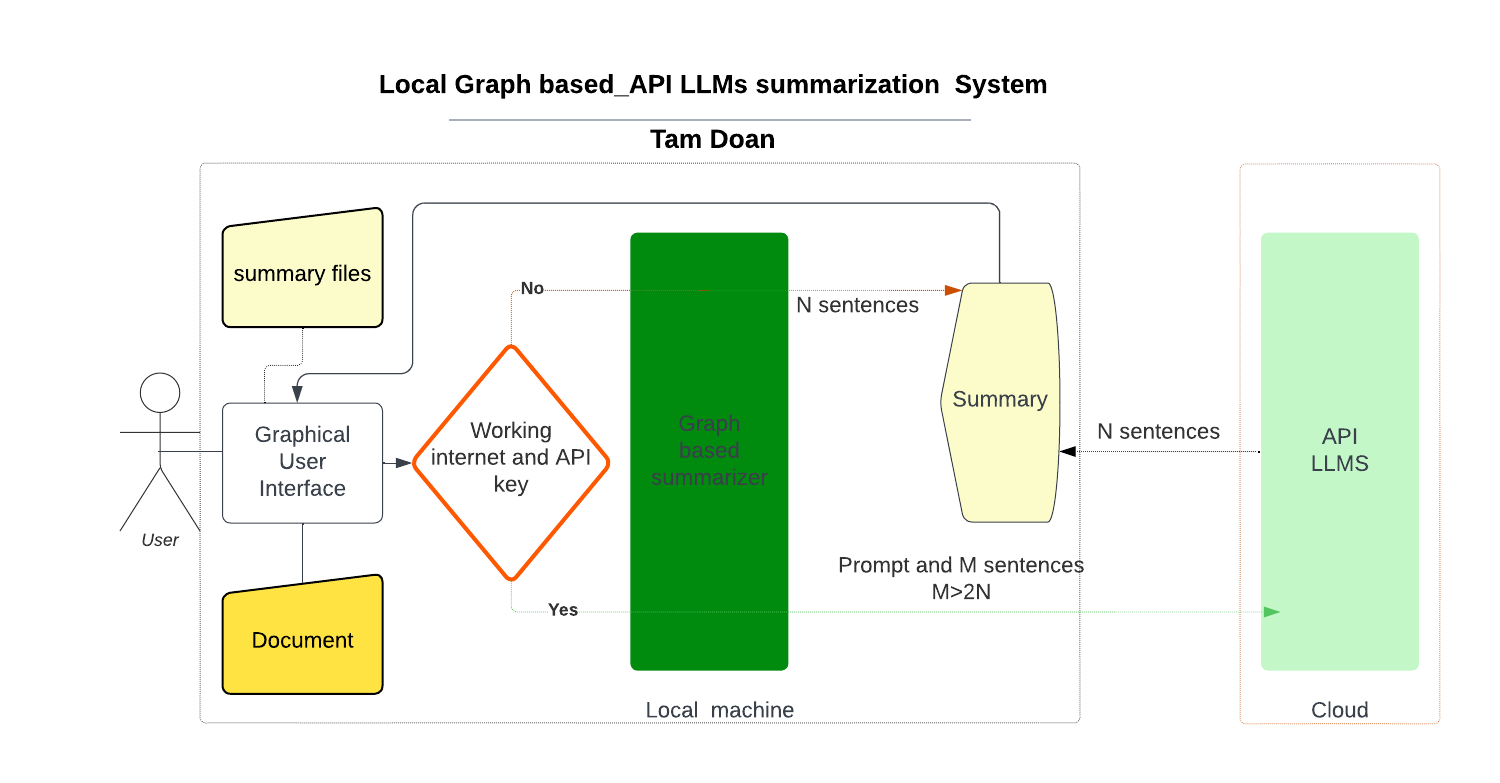 Local Graph based_API LLMs summarization  System
Tam Doan
summary files
No
N sentences
Working
internet and API
key
Graph
based
summarizer
Summary
Graphical
User
Interface
User
N sentences
API
LLMS
Prompt and M sentences
M>2N
Yes
Document
Local  machine
Cloud